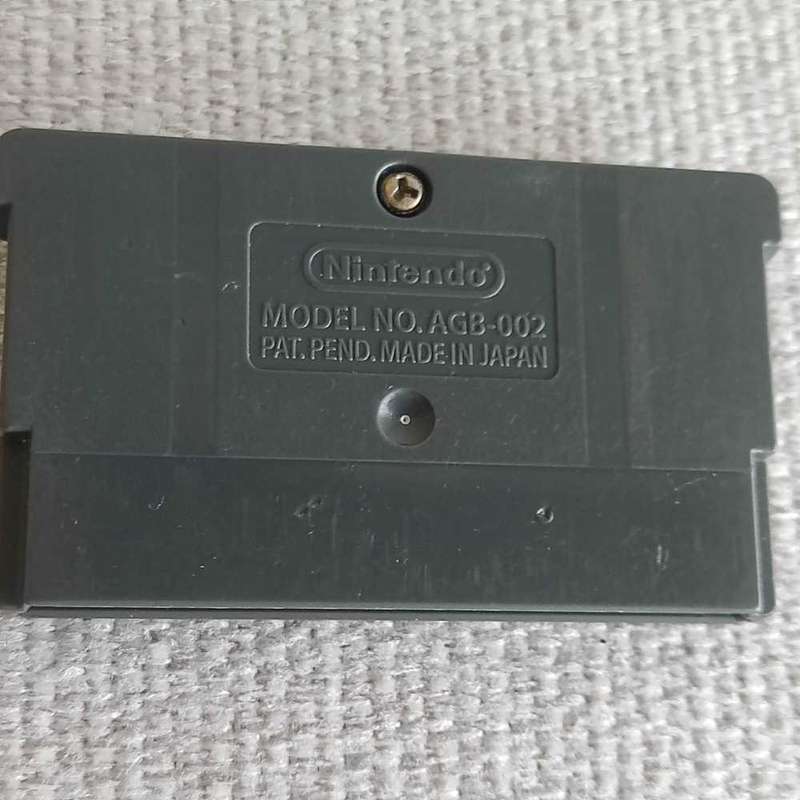 Nintendo
MODEL NO. AGB-002
PAT. PEND. MADE IN JAPAN